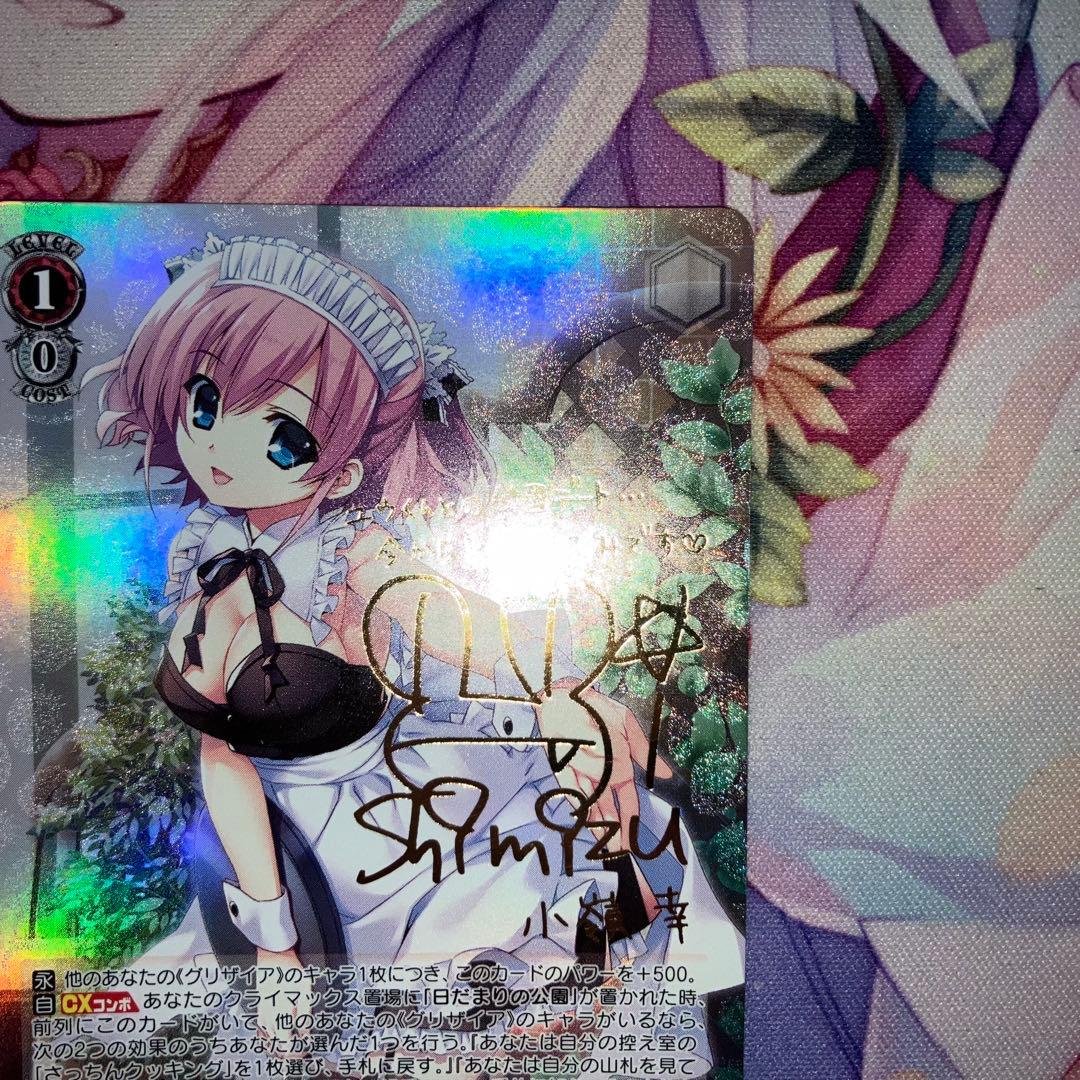 LEVEL
1
0
COST
Shimizu
小嶺 幸
永 他のあなたの《グリザイア》のキャラ1枚につき、このカードのパワーを+500。
自 CXコンボ あなたのクライマックス置場に「日だまりの公園」が置かれた時、
前列にこのカードがいて、他のあなたの《グリザイア》のキャラがいるなら、
次の2つの効果のうちあなたが選んだ1つを行う。『あなたは自分の控え室の
「さっちんクッキング」を1枚選び、手札に戻す。』『あなたは自分の山札を見て